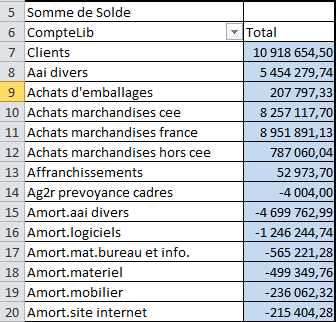 5 Somme de Solde
6 CompteLib Total
7 Clients 10 918 654,50
8 Aai divers 5 454 279,74
9 Achats d'emballages 207 797,33
10 Achats marchandises cee 8 257 117,70
11 Achats marchandises france 8 951 891,13
12 Achats marchandises hors cee 787 060,04
13 Affranchissements 52 973,70
14 Ag2r prevoyance cadres -4 004,00
15 Amort.aai divers -4 699 762,99
16 Amort.logiciels -1 246 244,74
17 Amort.mat.bureau et info. -565 221,28
18 Amort.materiel -499 349,76
19 Amort.mobilier -236 062,32
20 Amort.site internet -215 404,28